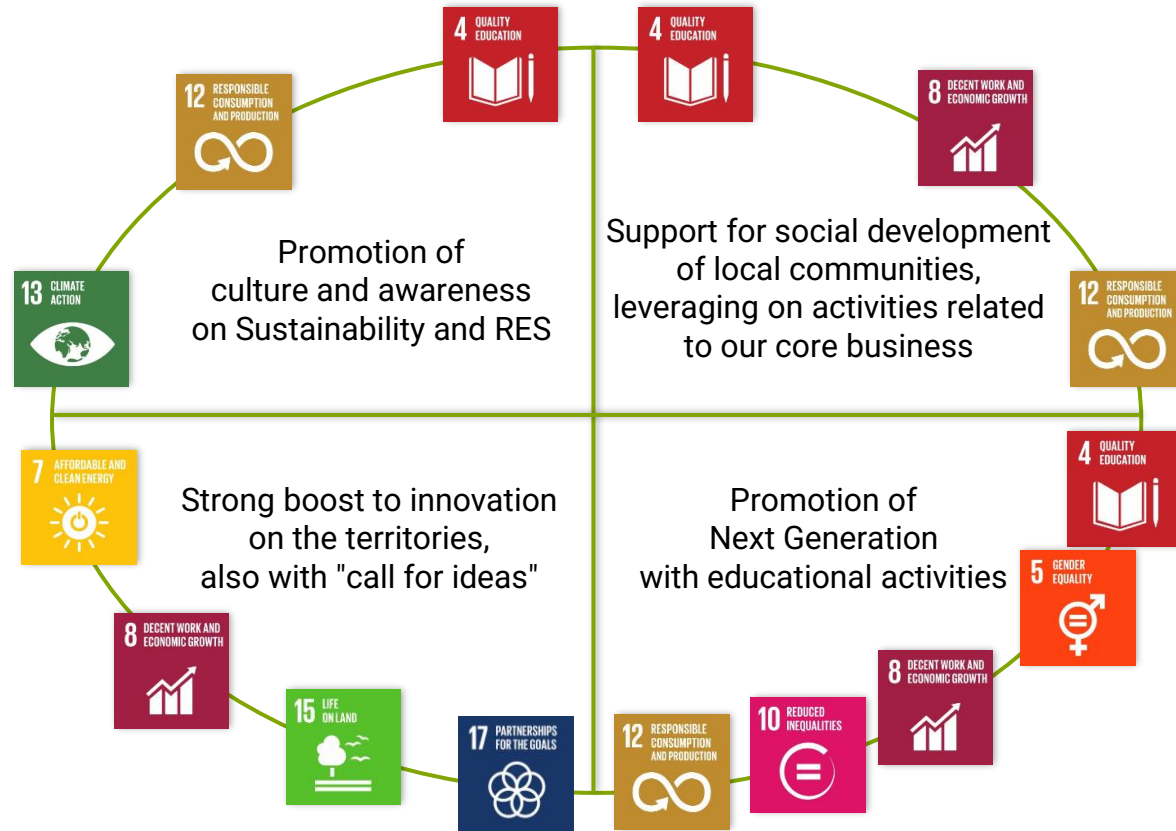 4 QUALITY
EDUCATION
12 RESPONSIBLE
CONSUMPTION
AND PRODUCTION
13 CLIMATE
ACTION
Promotion of
culture and awareness
on Sustainability and RES
4 QUALITY
EDUCATION
8 DECENT WORK AND
ECONOMIC GROWTH
12 RESPONSIBLE
CONSUMPTION
AND PRODUCTION
Support for social development
of local communities,
leveraging on activities related
to our core business
7 AFFORDABLE AND
CLEAN ENERGY
Strong boost to innovation
on the territories,
also with "call for ideas"
8 DECENT WORK AND
ECONOMIC GROWTH
15 LIFE
ON LAND
17 PARTNERSHIPS
FOR THE GOALS
4 QUALITY
EDUCATION
Promotion of
Next Generation
with educational activities
5 GENDER
EQUALITY
8 DECENT WORK AND
ECONOMIC GROWTH
10 REDUCED
INEQUALITIES
12 RESPONSIBLE
CONSUMPTION
AND PRODUCTION